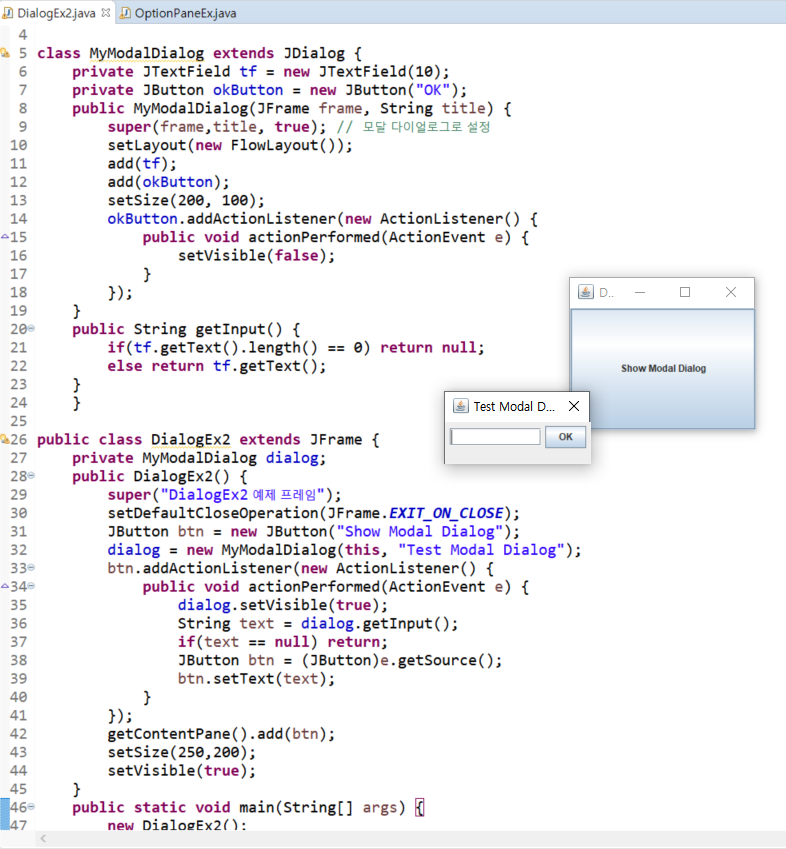 DialogEx2.java
OptionPaneEx.java
4
5 class MyModalDialog extends JDialog {
6 private JTextField tf = new JTextField(10);
7 private JButton okButton = new JButton("OK");
8 public MyModalDialog(JFrame frame, String title) {
9 super(frame,title, true); // 모달 다이얼로그로 설정
10 setLayout(new FlowLayout());
11 add(tf);
12 add(okButton);
13 setSize(200, 100);
14 okButton.addActionListener(new ActionListener() {
15 public void actionPerformed(ActionEvent e) {
16 setVisible(false);
17 }
18 });
19 }
20 public String getInput() {
21 if(tf.getText().length() == 0) return null;
22 else return tf.getText();
23 }
24 }
25
26 public class DialogEx2 extends JFrame {
27 private MyModalDialog dialog;
28 public DialogEx2() {
29 super("DialogEx2 예제 프레임");
30 setDefaultCloseOperation(JFrame.EXIT_ON_CLOSE);
31 JButton btn = new JButton("Show Modal Dialog");
32 dialog = new MyModalDialog(this, "Test Modal Dialog");
33 btn.addActionListener(new ActionListener() {
34 public void actionPerformed(ActionEvent e) {
35 dialog.setVisible(true);
36 String text = dialog.getInput();
37 if(text == null) return;
38 JButton btn = (JButton)e.getSource();
39 btn.setText(text);
40 }
41 });
42 getContentPane().add(btn);
43 setSize(250,200);
44 setVisible(true);
45 }
46 public static void main(String[] args) {
47 new DialogEx2();
D..
Show Modal Dialog
Test Modal D...
OK